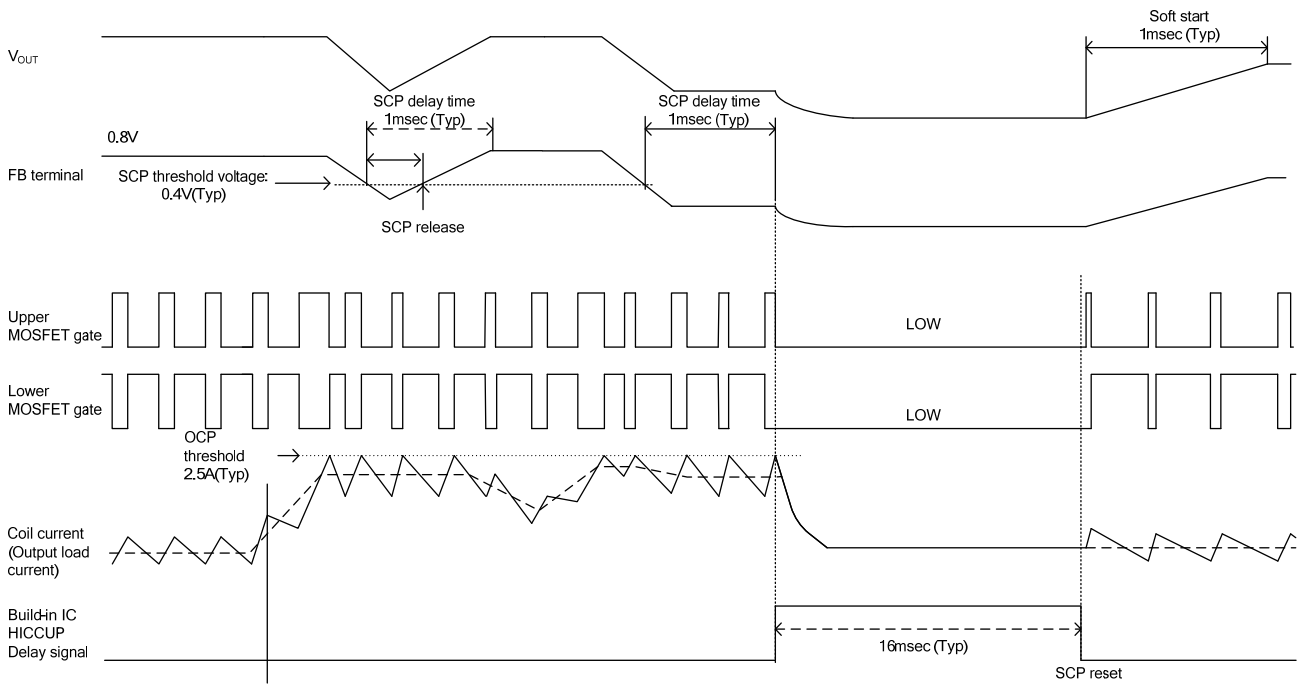 Soft start
1msec (Typ)
VOUT
SCP delay time
1msec (Typ)
SCP delay time
1msec (Typ)
0.8V
FB terminal
SCP threshold voltage:
0.4V(Typ)
SCP release
Upper
MOSFET gate
LOW
Lower
MOSFET gate
LOW
OCP
threshold
2.5A(Typ)
Coil current
(Output load
current)
Build-in IC
HICCUP
Delay signal
16msec (Typ)
SCP reset